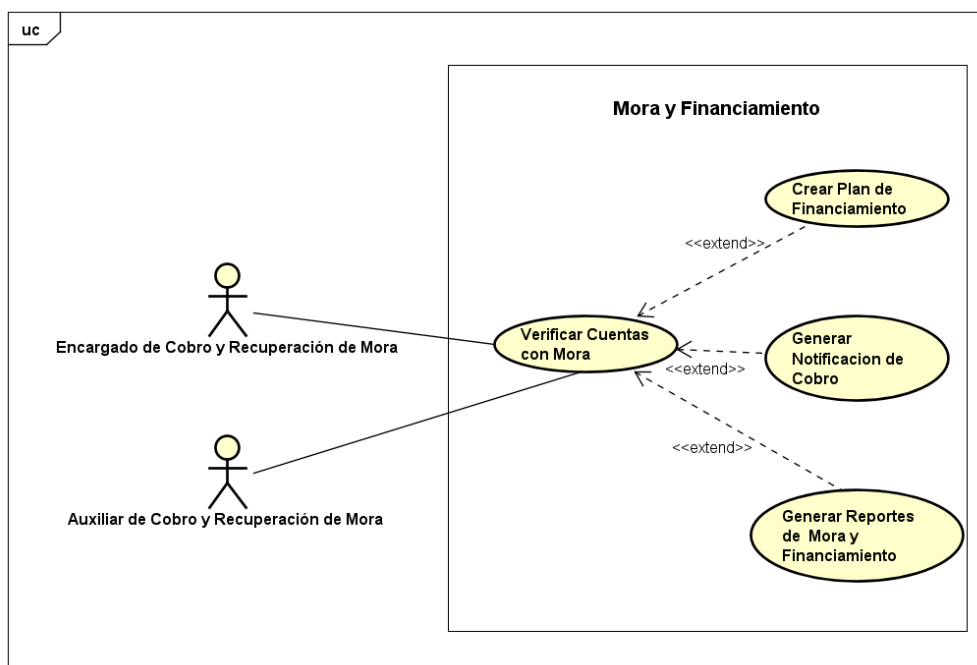 uc
Mora y Financiamiento
Crear Plan de
Financiamiento
<<extend>>
Encargado de Cobro y Recuperación de Mora
Verificar Cuentas
con Mora
Generar
Notificacion de
Cobro
<<extend>>
<<extend>>
Auxiliar de Cobro y Recuperación de Mora
Generar Reportes
de Mora y
Financiamiento